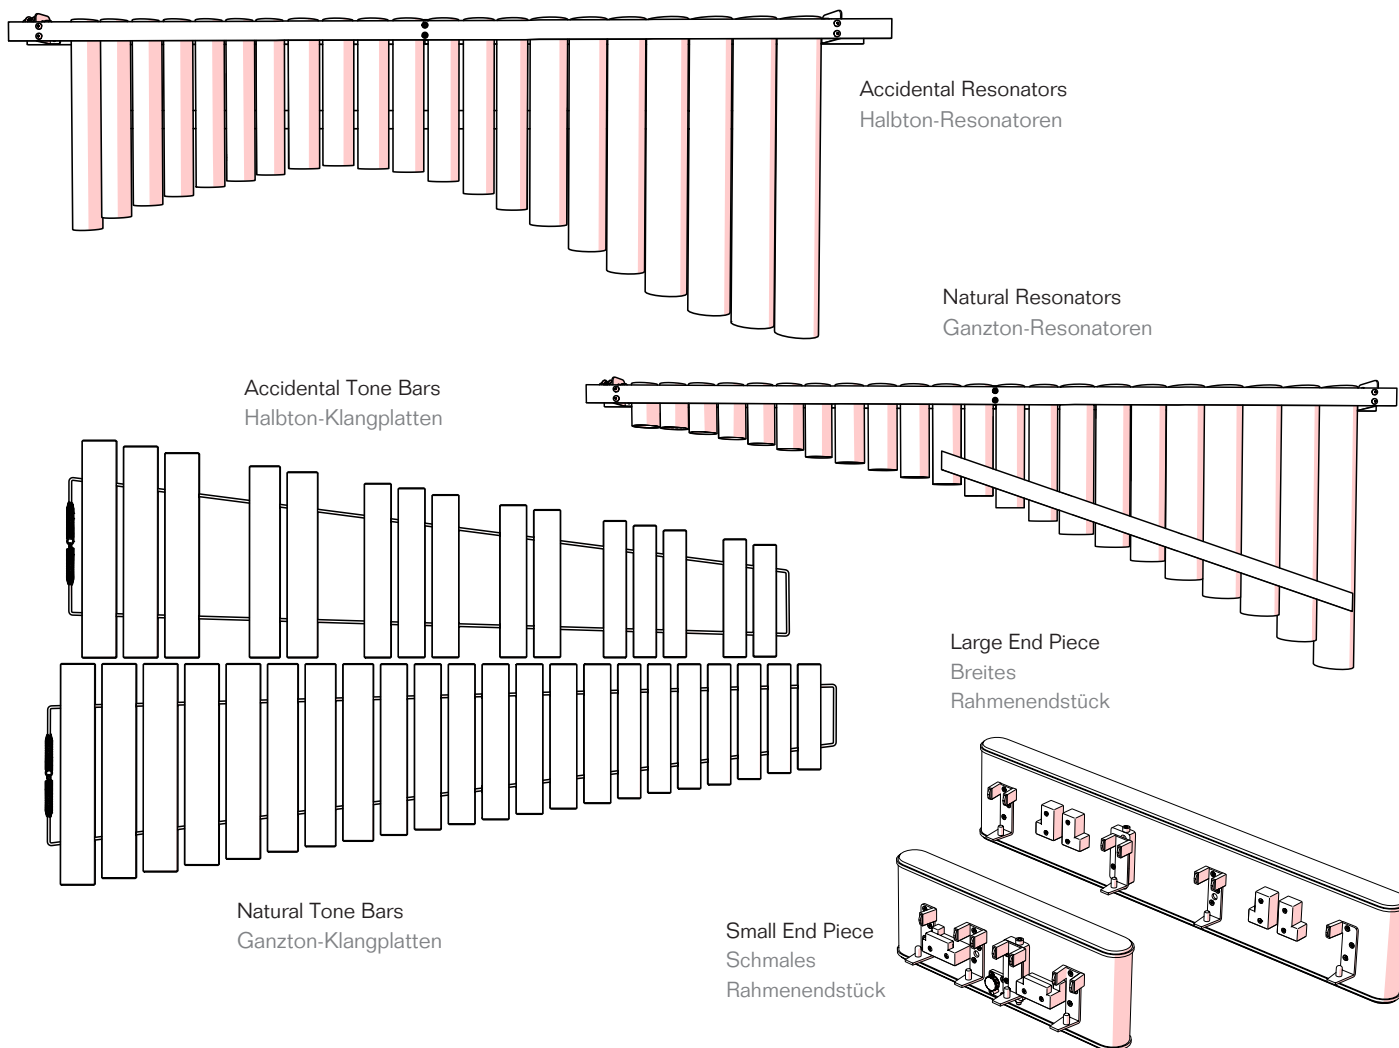 Accidental Resonators
Halbton-Resonatoren
Natural Resonators
Ganzton-Resonatoren
Accidental Tone Bars
Halbton-Klangplatten
Large End Piece
Breites
Rahmenendstück
Natural Tone Bars
Ganzton-Klangplatten
Small End Piece
Schmales
Rahmenendstück